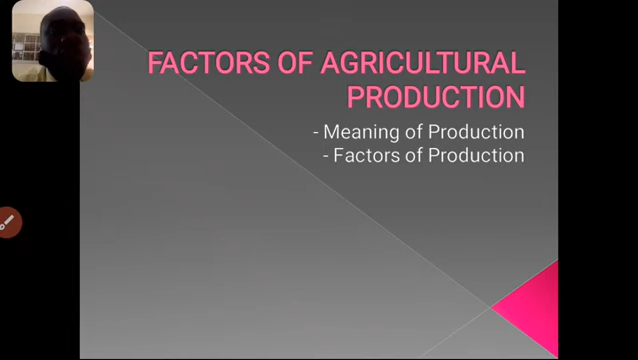 FACTORS OF AGRICULTURAL
PRODUCTION
- Meaning of Production
- Factors of Production